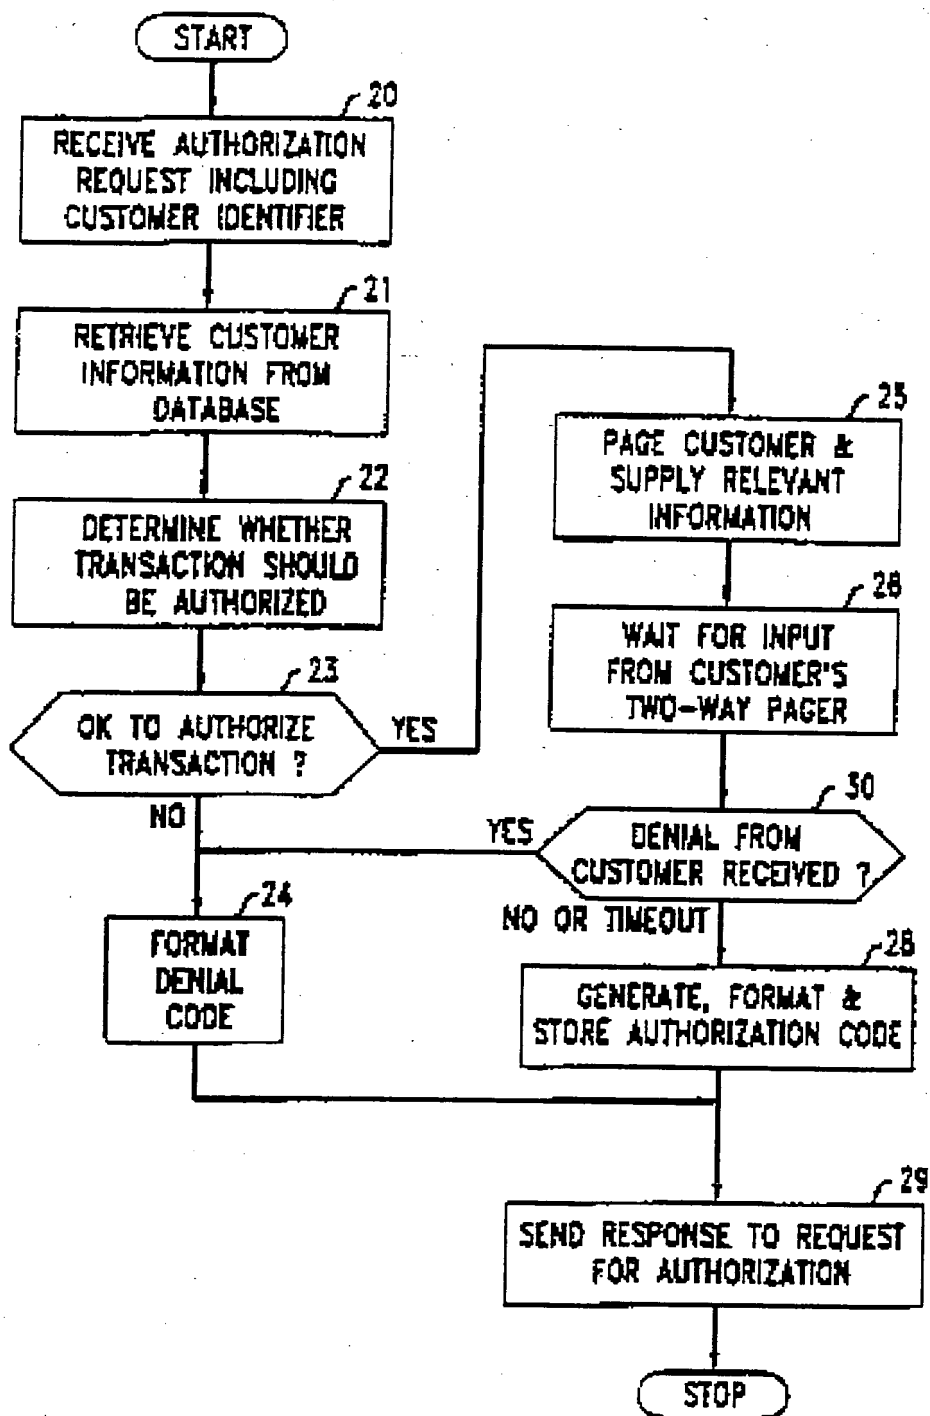 START
20
RECEIVE AUTHORIZATION
REQUEST INCLUDING
CUSTOMER IDENTIFIER
21
RETRIEVE CUSTOMER
INFORMATION FROM
DATABASE
22
DETERMINE WHETHER
TRANSACTION SHOULD
BE AUTHORIZED
23
OK TO AUTHORIZE
TRANSACTION ?
YES
NO
24
FORMAT
DENIAL
CODE
25
PAGE CUSTOMER &
SUPPLY RELEVANT
INFORMATION
26
WAIT FOR INPUT
FROM CUSTOMER'S
TWO-WAY PAGER
30
DENIAL FROM
CUSTOMER RECEIVED ?
YES
NO OR TIMEOUT
28
GENERATE, FORMAT &
STORE AUTHORIZATION CODE
29
SEND RESPONSE TO REQUEST
FOR AUTHORIZATION
STOP